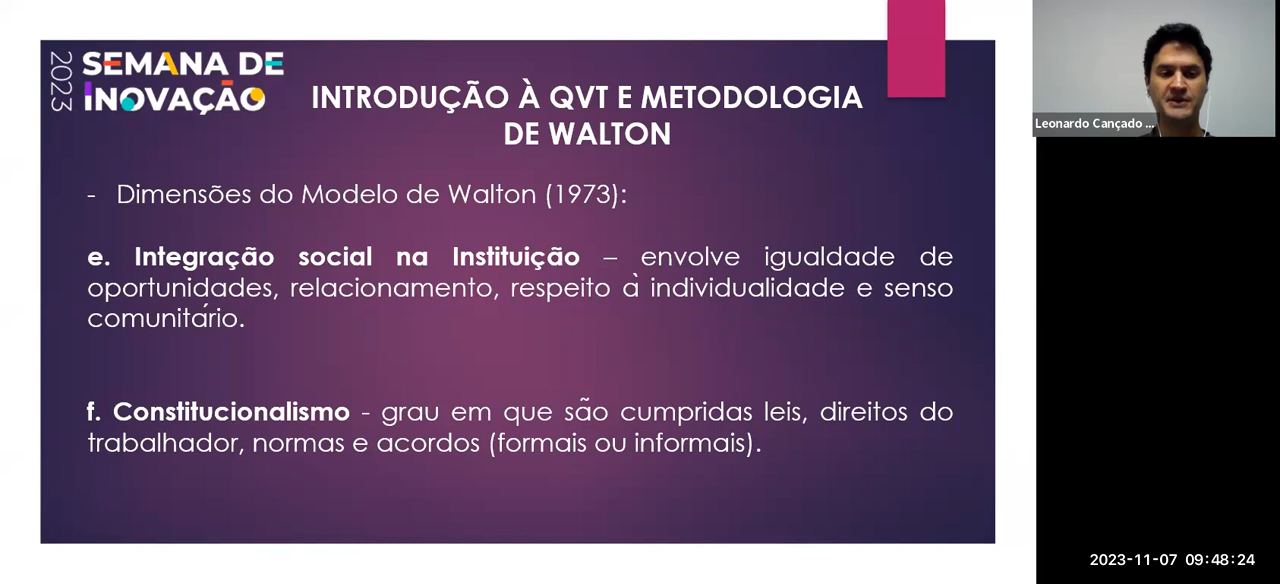 2023
SEMANA DE
INOVAÇÃO
INTRODUÇÃO À QVT E METODOLOGIA
DE WALTON
- Dimensões do Modelo de Walton (1973):
e. Integração social na Instituição – envolve igualdade de
oportunidades, relacionamento, respeito à individualidade e senso
comunitário.
f. Constitucionalismo - grau em que são cumpridas leis, direitos do
trabalhador, normas e acordos (formais ou informais).
Leonardo Cançado ...
2023-11-07 09:48:24